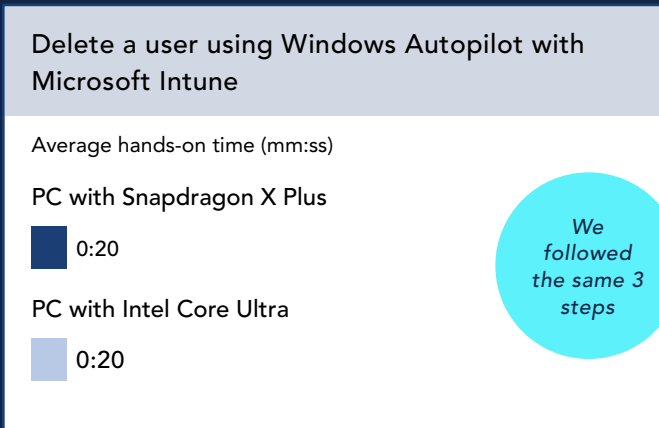 Delete a user using Windows Autopilot with
Microsoft Intune
Average hands-on time (mm:ss)
PC with Snapdragon X Plus
0:20
PC with Intel Core Ultra
0:20
We
followed
the same 3
steps